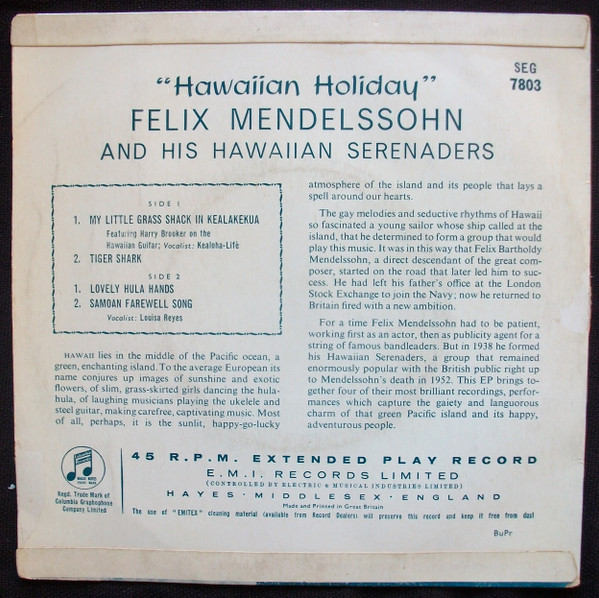 SEG
7803
“Hawaiian Holiday”
FELIX MENDELSSOHN
AND HIS HAWAIIAN SERENADERS
SIDE 1
1. MY LITTLE GRASS SHACK IN KEALAKEKUA
Featuring Harry Brooker on the
Hawaiian Guitar; Vocalist: Kealoha-Lifè
2. TIGER SHARK
SIDE 2
1. LOVELY HULA HANDS
2. SAMOAN FAREWELL SONG
Vocalist: Louisa Reyes
HAWAII lies in the middle of the Pacific ocean, a
green, enchanting island. To the average European its
name conjures up images of sunshine and exotic
flowers, of slim, grass-skirted girls dancing the hula-
hula, of laughing musicians playing the ukelele and
steel guitar, making carefree, captivating music. Most
of all, perhaps, it is the sunlit, happy-go-lucky
atmosphere of the island and its people that lays a
spell around our hearts.
The gay melodies and seductive rhythms of Hawaii
so fascinated a young sailor whose ship called at the
island, that he determined to form a group that would
play this music. It was in this way that Felix Bartholdy
Mendelssohn, a direct descendant of the great com-
poser, started on the road that later led him to suc-
cess. He had left his father's office at the London
Stock Exchange to join the Navy; now he returned to
Britain fired with a new ambition.
For a time Felix Mendelssohn had to be patient,
working first as an actor, then as publicity agent for a
string of famous bandleaders. But in 1938 he formed
his Hawaiian Serenaders, a group that remained
enormously popular with the British public right up
to Mendelssohn's death in 1952. This EP brings to-
gether four of their most brilliant recordings, perfor-
mances which capture the gaiety and languorous
charm of that green Pacific island and its happy,
adventurous people.
MAGIC NOTES
Regd. Trade Mark of
Columbia Graphophone
Company Limited
45 R.P.M. EXTENDED PLAY RECORD
E.M.I. RECORDS LIMITED
(CONTROLLED BY ELECTRIC & MUSICAL INDUSTRIES LIMITED)
HAYES · MIDDLESEX · ENGLAND
Made and Printed in Great Britain
The use of "EMITEX" cleaning material (available from Record Dealers) will preserve this record and keep it free from dust
BuPr